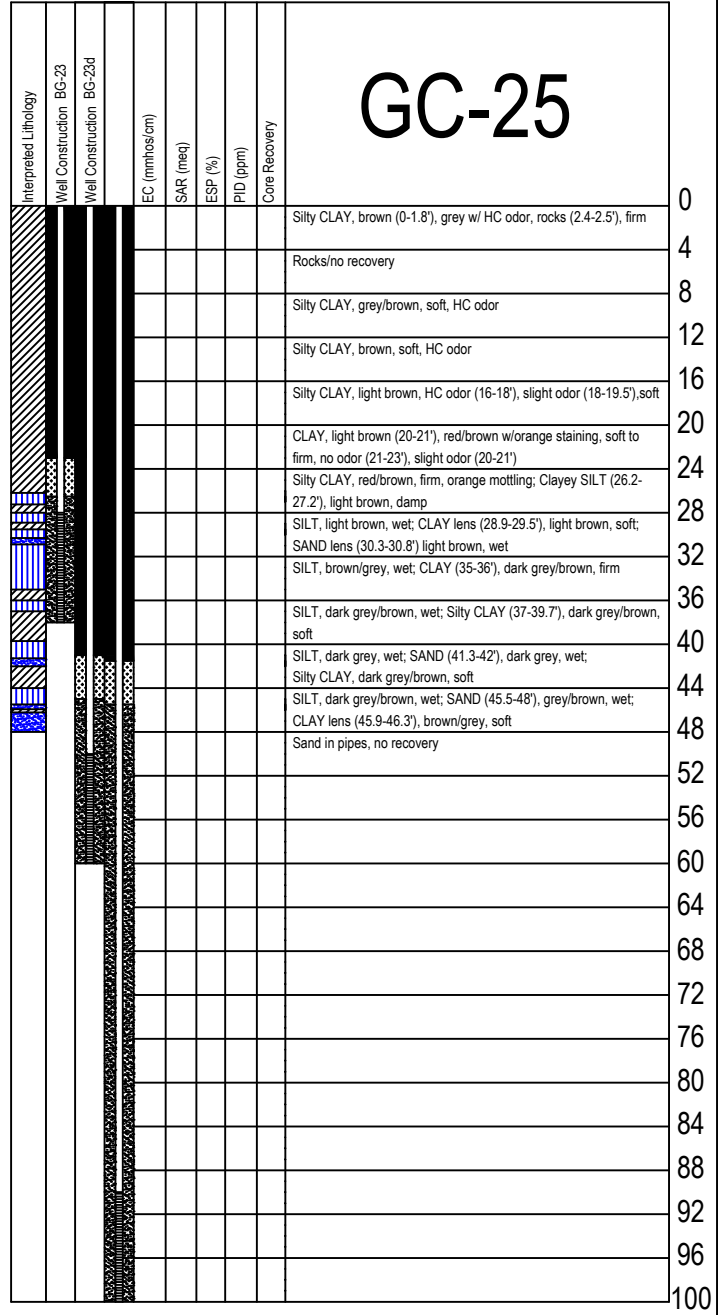 GC-25
Interpreted Lithology
Well Construction BG-23
Well Construction BG-23d
EC (mmhos/cm)
SAR (meq)
ESP (%)
PID (ppm)
Core Recovery
0
Silty CLAY, brown (0-1.8'), grey w/ HC odor, rocks (2.4-2.5'), firm
4
Rocks/no recovery
8
Silty CLAY, grey/brown, soft, HC odor
12
Silty CLAY, brown, soft, HC odor
16
Silty CLAY, light brown, HC odor (16-18'), slight odor (18-19.5'),soft
20
CLAY, light brown (20-21'), red/brown w/orange staining, soft to
firm, no odor (21-23'), slight odor (20-21')
24
Silty CLAY, red/brown, firm, orange mottling; Clayey SILT (26.2-
27.2'), light brown, damp
28
SILT, light brown, wet; CLAY lens (28.9-29.5'), light brown, soft;
SAND lens (30.3-30.8') light brown, wet
32
SILT, brown/grey, wet; CLAY (35-36'), dark grey/brown, firm
36
SILT, dark grey/brown, wet; Silty CLAY (37-39.7'), dark grey/brown,
soft
40
SILT, dark grey, wet; SAND (41.3-42'), dark grey, wet;
Silty CLAY, dark grey/brown, soft
44
SILT, dark grey/brown, wet; SAND (45.5-48'), grey/brown, wet;
CLAY lens (45.9-46.3'), brown/grey, soft
48
Sand in pipes, no recovery
52
56
60
64
68
72
76
80
84
88
92
96
100